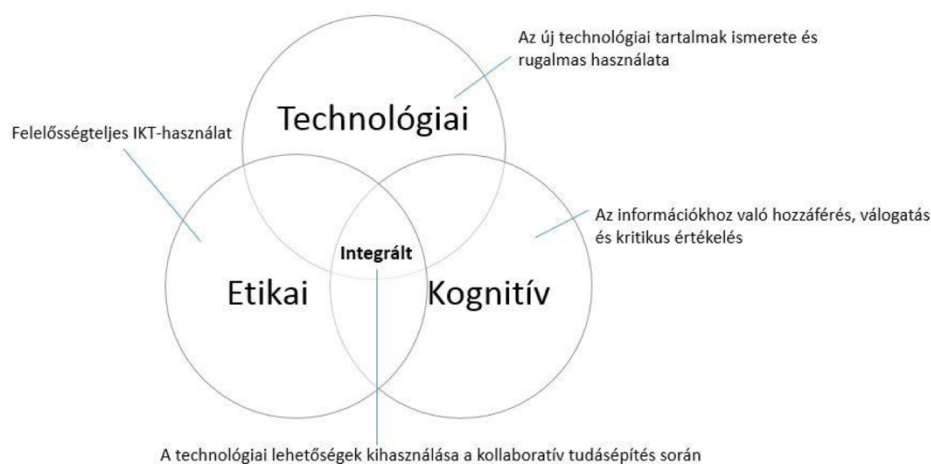 Az új technológiai tartalmak ismerete és
rugalmas használata
Technológiai
Felelősségteljes IKT-használat
Az információkhoz való hozzáférés, válogatás
és kritikus értékelés
Integrált
Etikai
Kognitív
A technológiai lehetőségek kihasználása a kollaboratív tudásépítés során